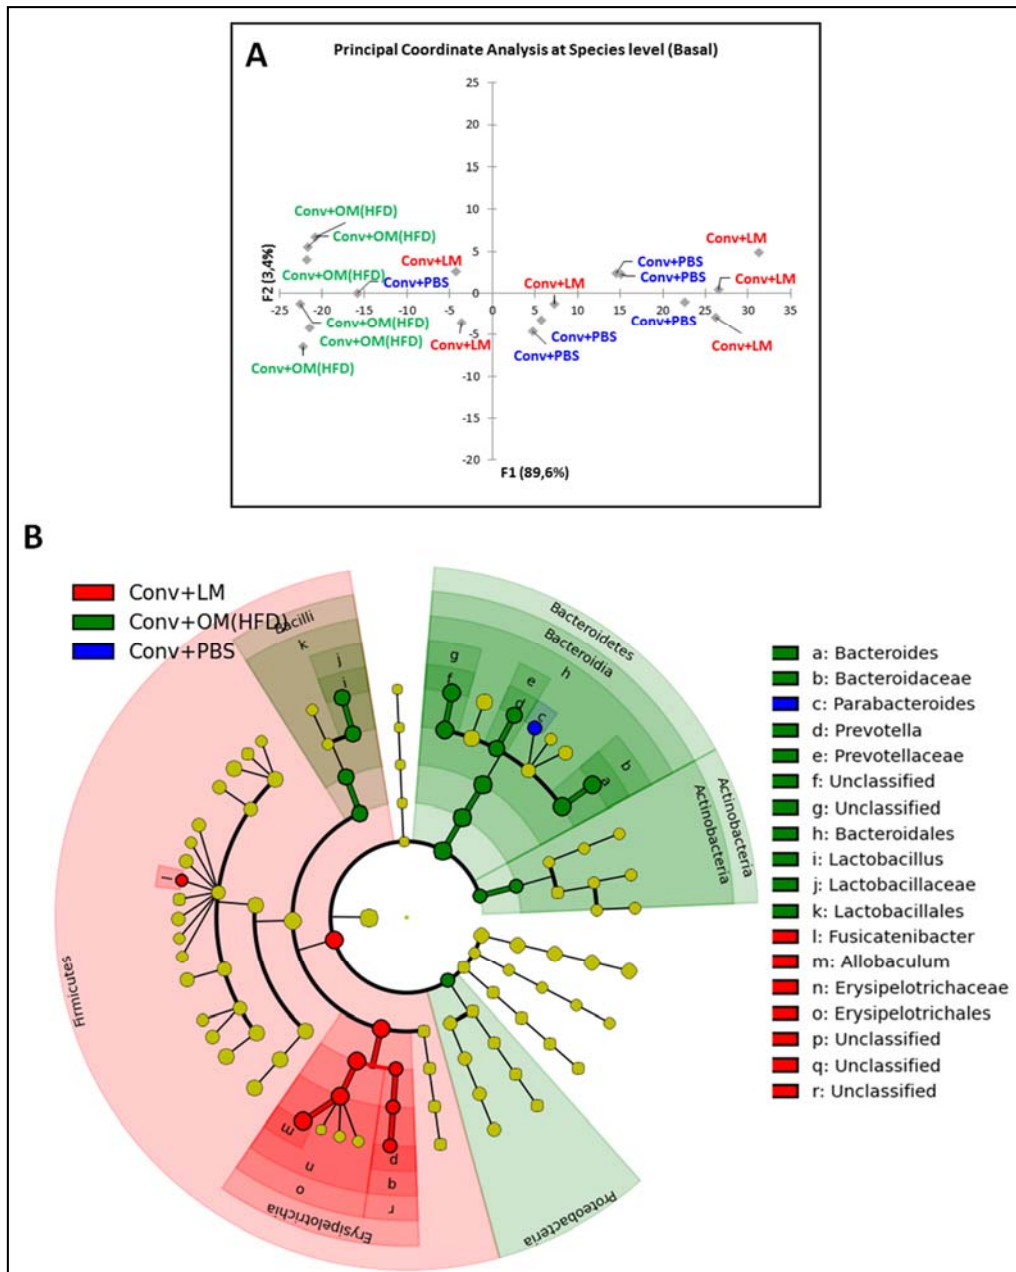 A
Principal Coordinate Analysis at Species level (Basal)
25
20
15
10
5
0
-5
-10
-15
-20
-25
-20
-15
-10
-5
0
5
10
15
20
25
30
35
F2 (3,4%)
F1 (89,6%)
Conv+OM(HFD)
Conv+OM(HFD)
Conv+OM(HFD)
Conv+OM(HFD)
Conv+OM(HFD)
Conv+OM(HFD)
Conv+LM
Conv+PBS
Conv+LM
Conv+LM
Conv+PBS
Conv+PBS
Conv+PBS
Conv+PBS
Conv+PBS
Conv+LM
Conv+LM
Conv+LM
B
Conv+LM
Conv+OM(HFD)
Conv+PBS
Bacilli
k
j
i
Bacteroidetes
Bacteroidia
h
g
f
e
d
c
b
a
Actinobacteria
Actinobacteria
Firmicutes
l
m
n
o
p
q
r
Erysipelotrichia
Proteobacteria
a: Bacteroides
b: Bacteroidaceae
c: Parabacteroides
d: Prevotella
e: Prevotellaceae
f: Unclassified
g: Unclassified
h: Bacteroidales
i: Lactobacillus
j: Lactobacillaceae
k: Lactobacillales
l: Fusicatenibacter
m: Allobaculum
n: Erysipelotrichaceae
o: Erysipelotrichales
p: Unclassified
q: Unclassified
r: Unclassified